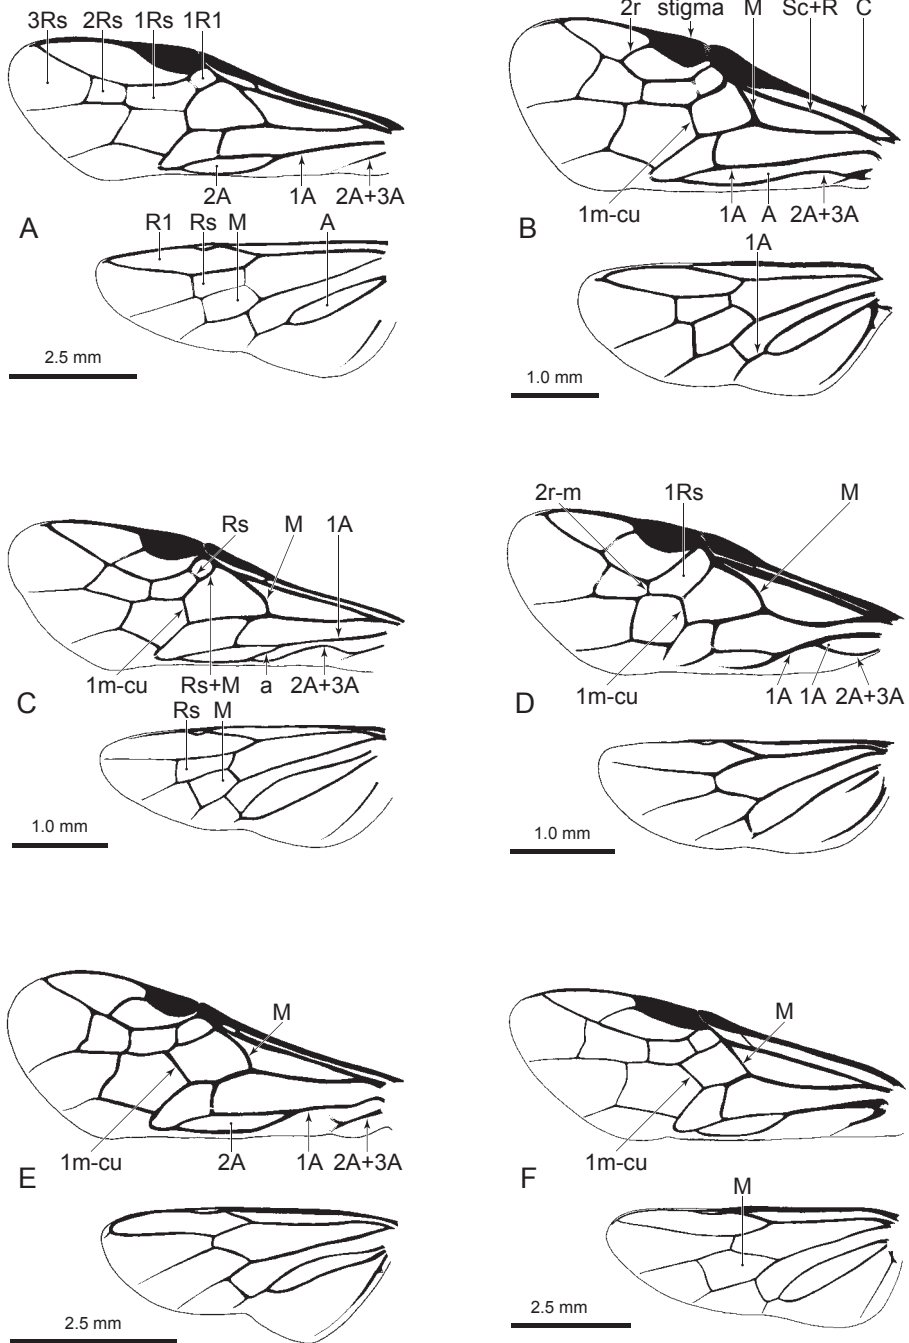 3Rs 2Rs 1Rs 1R1
2A 1A 2A+3A
A
R1 Rs M A
2.5 mm
2r stigma M Sc+R C
1m-cu 1A A 2A+3A
B
1A
1.0 mm
Rs M 1A
1m-cu Rs+M a 2A+3A
C
Rs M
1.0 mm
2r-m 1Rs M
1m-cu 1A 1A 2A+3A
D
1.0 mm
M
1m-cu 2A 1A 2A+3A
E
2.5 mm
M
1m-cu
F
M
2.5 mm